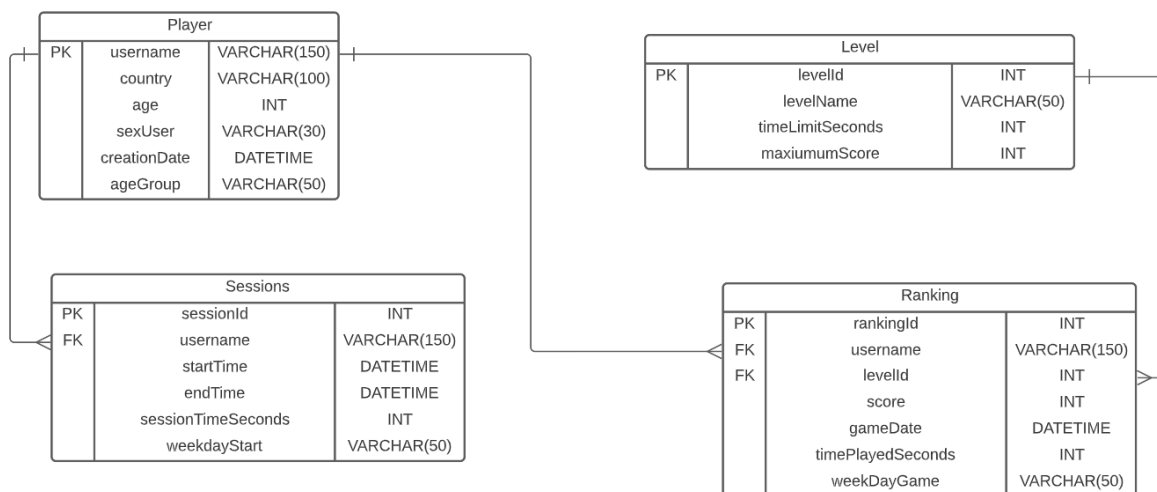 Player
PK username VARCHAR(150)
country VARCHAR(100)
age INT
sexUser VARCHAR(30)
creationDate DATETIME
ageGroup VARCHAR(50)
Level
PK levelId INT
levelName VARCHAR(50)
timeLimitSeconds INT
maxiumumScore INT
Sessions
PK sessionId INT
FK username VARCHAR(150)
startTime DATETIME
endTime DATETIME
sessionTimeSeconds INT
weekdayStart VARCHAR(50)
Ranking
PK rankingId INT
FK username VARCHAR(150)
FK levelId INT
score INT
gameDate DATETIME
timePlayedSeconds INT
weekDayGame VARCHAR(50)